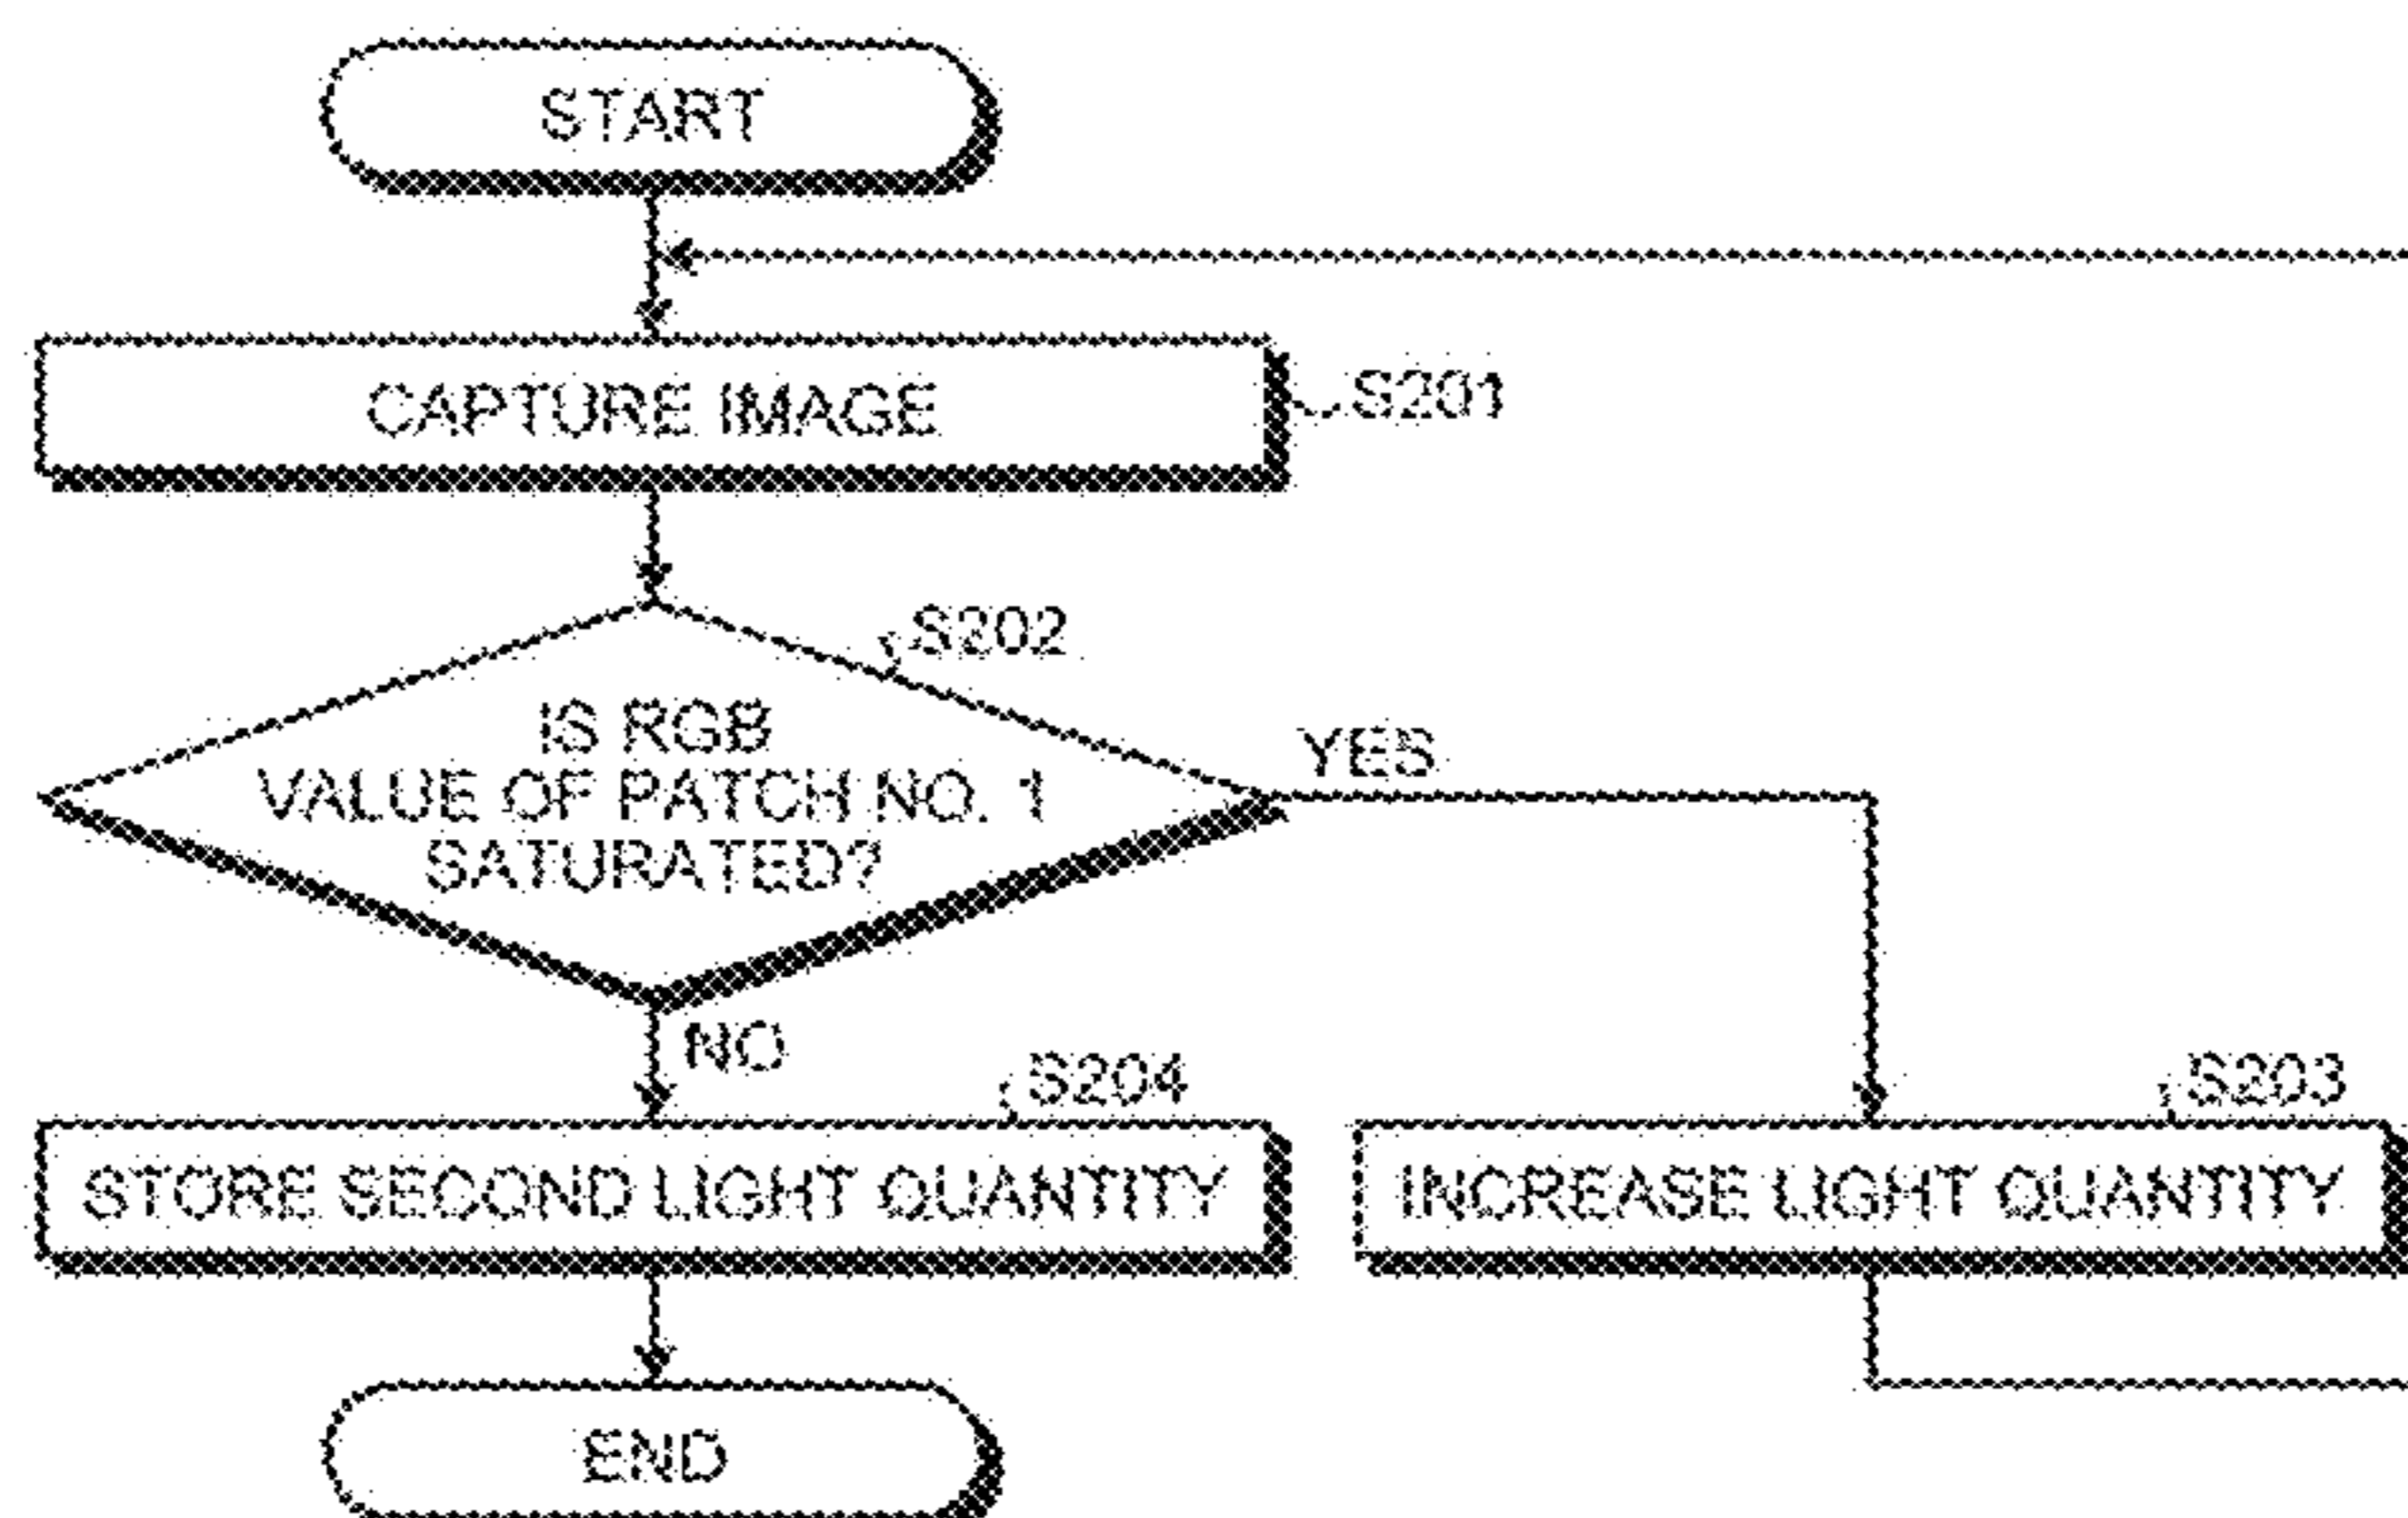 START
CAPTURE IMAGE
S201
S202
IS RGB
VALUE OF PATCH NO. 1
SATURATED?
YES
NO
S204
STORE SECOND LIGHT QUANTITY
S203
INCREASE LIGHT QUANTITY
END